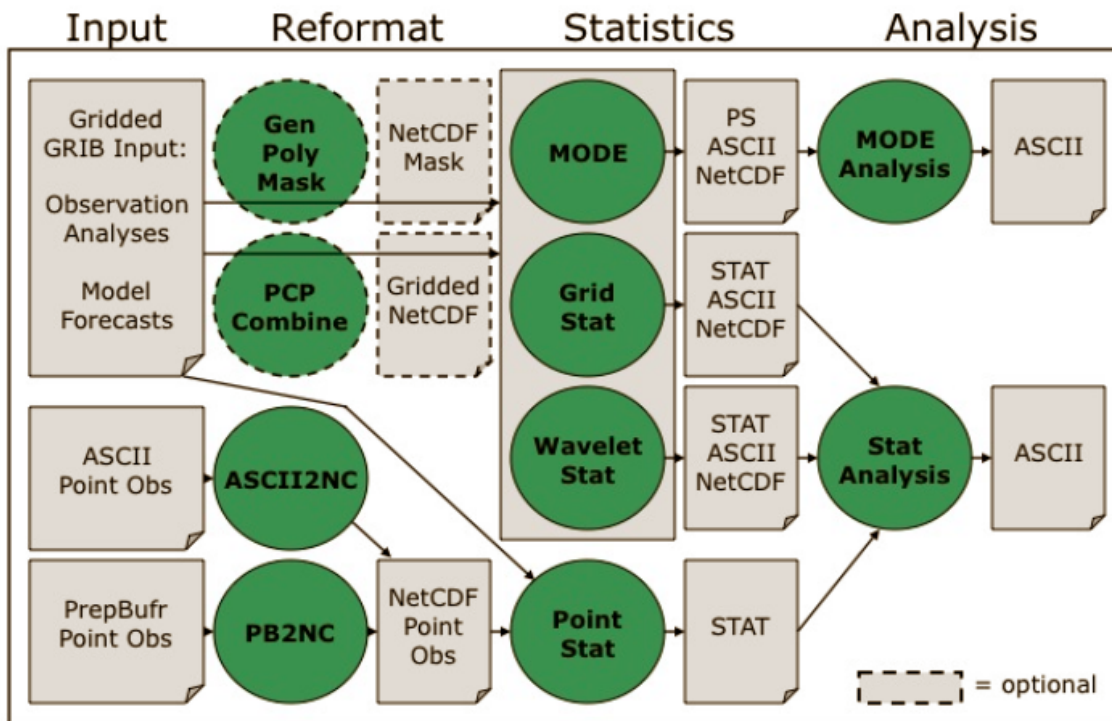 Input
Reformat
Statistics
Analysis
Gridded
GRIB Input:
Observation
Analyses
Model
Forecasts
Gen
Poly
Mask
NetCDF
Mask
PCP
Combine
Gridded
NetCDF
MODE
PS
ASCII
NetCDF
MODE
Analysis
ASCII
Grid
Stat
STAT
ASCII
NetCDF
Wavelet
Stat
STAT
ASCII
NetCDF
Stat
Analysis
ASCII
ASCII
Point Obs
ASCII2NC
PrepBufr
Point Obs
PB2NC
NetCDF
Point
Obs
Point
Stat
STAT
= optional